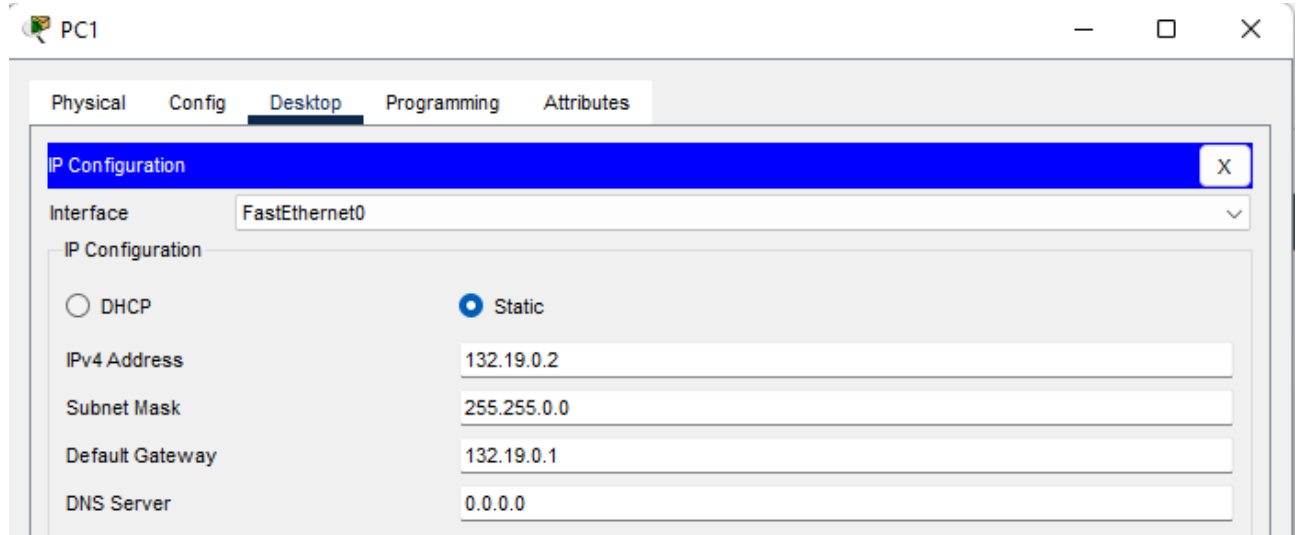 PC1
Physical Config Desktop Programming Attributes
IP Configuration X
Interface FastEthernet0
IP Configuration
DHCP Static
IPv4 Address 132.19.0.2
Subnet Mask 255.255.0.0
Default Gateway 132.19.0.1
DNS Server 0.0.0.0